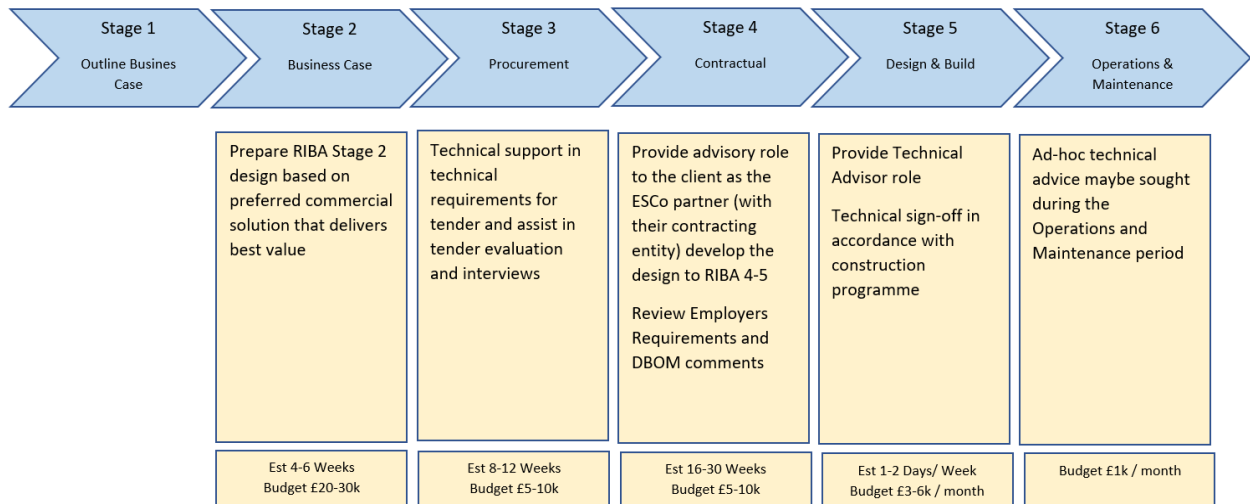 Stage 1
Outline Busines
Case
Stage 2
Business Case
Stage 3
Procurement
Stage 4
Contractual
Stage 5
Design & Build
Stage 6
Operations &
Maintenance
Prepare RIBA Stage 2
design based on
preferred commercial
solution that delivers
best value
Technical support in
technical
requirements for
tender and assist in
tender evaluation
and interviews
Provide advisory role
to the client as the
ESCo partner (with
their contracting
entity) develop the
design to RIBA 4-5
Review Employers
Requirements and
DBOM comments
Provide Technical
Advisor role
Technical sign-off in
accordance with
construction
programme
Ad-hoc technical
advice maybe sought
during the
Operations and
Maintenance period
Est 4-6 Weeks
Budget £20-30k
Est 8-12 Weeks
Budget £5-10k
Est 16-30 Weeks
Budget £5-10k
Est 1-2 Days/ Week
Budget £3-6k / month
Budget £1k / month